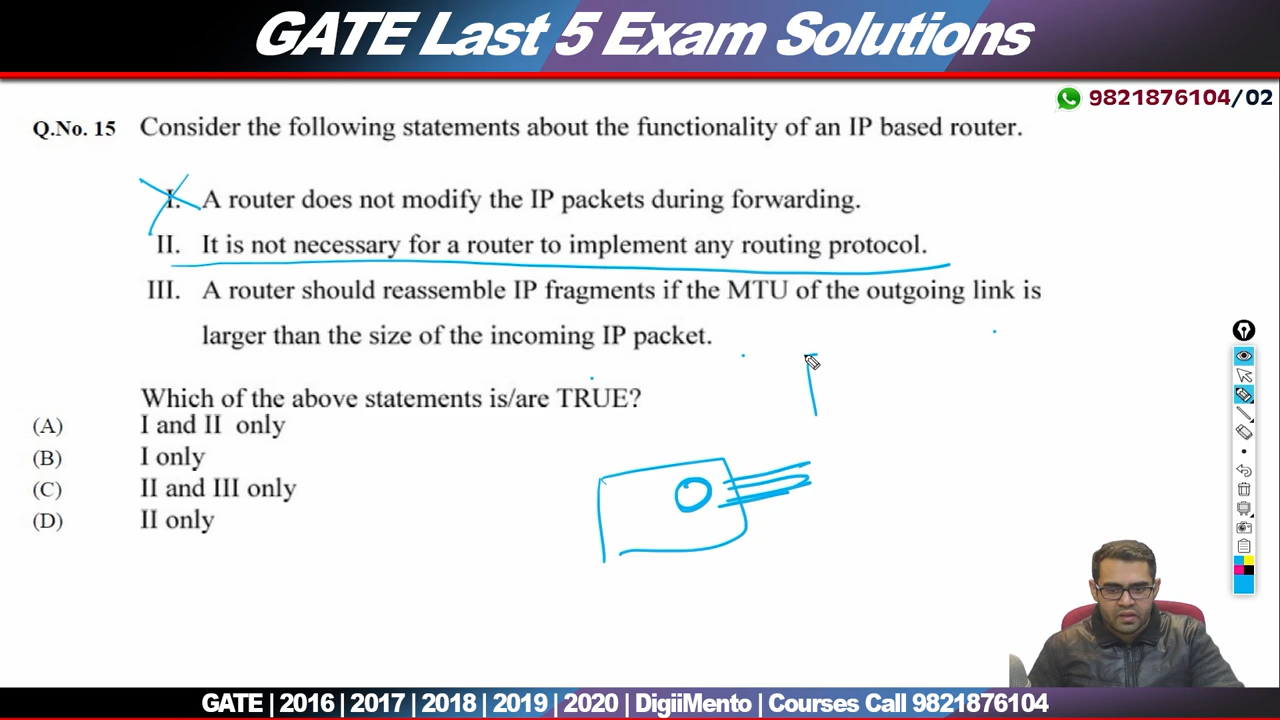 GATE Last 5 Exam Solutions
9821876104/02
Q.No. 15 Consider the following statements about the functionality of an IP based router.
I. A router does not modify the IP packets during forwarding.
II. It is not necessary for a router to implement any routing protocol.
III. A router should reassemble IP fragments if the MTU of the outgoing link is
larger than the size of the incoming IP packet.
Which of the above statements is/are TRUE?
(A) I and II only
(B) I only
(C) II and III only
(D) II only
GATE | 2016 | 2017 | 2018 | 2019 | 2020 | DigiiMento | Courses Call 9821876104